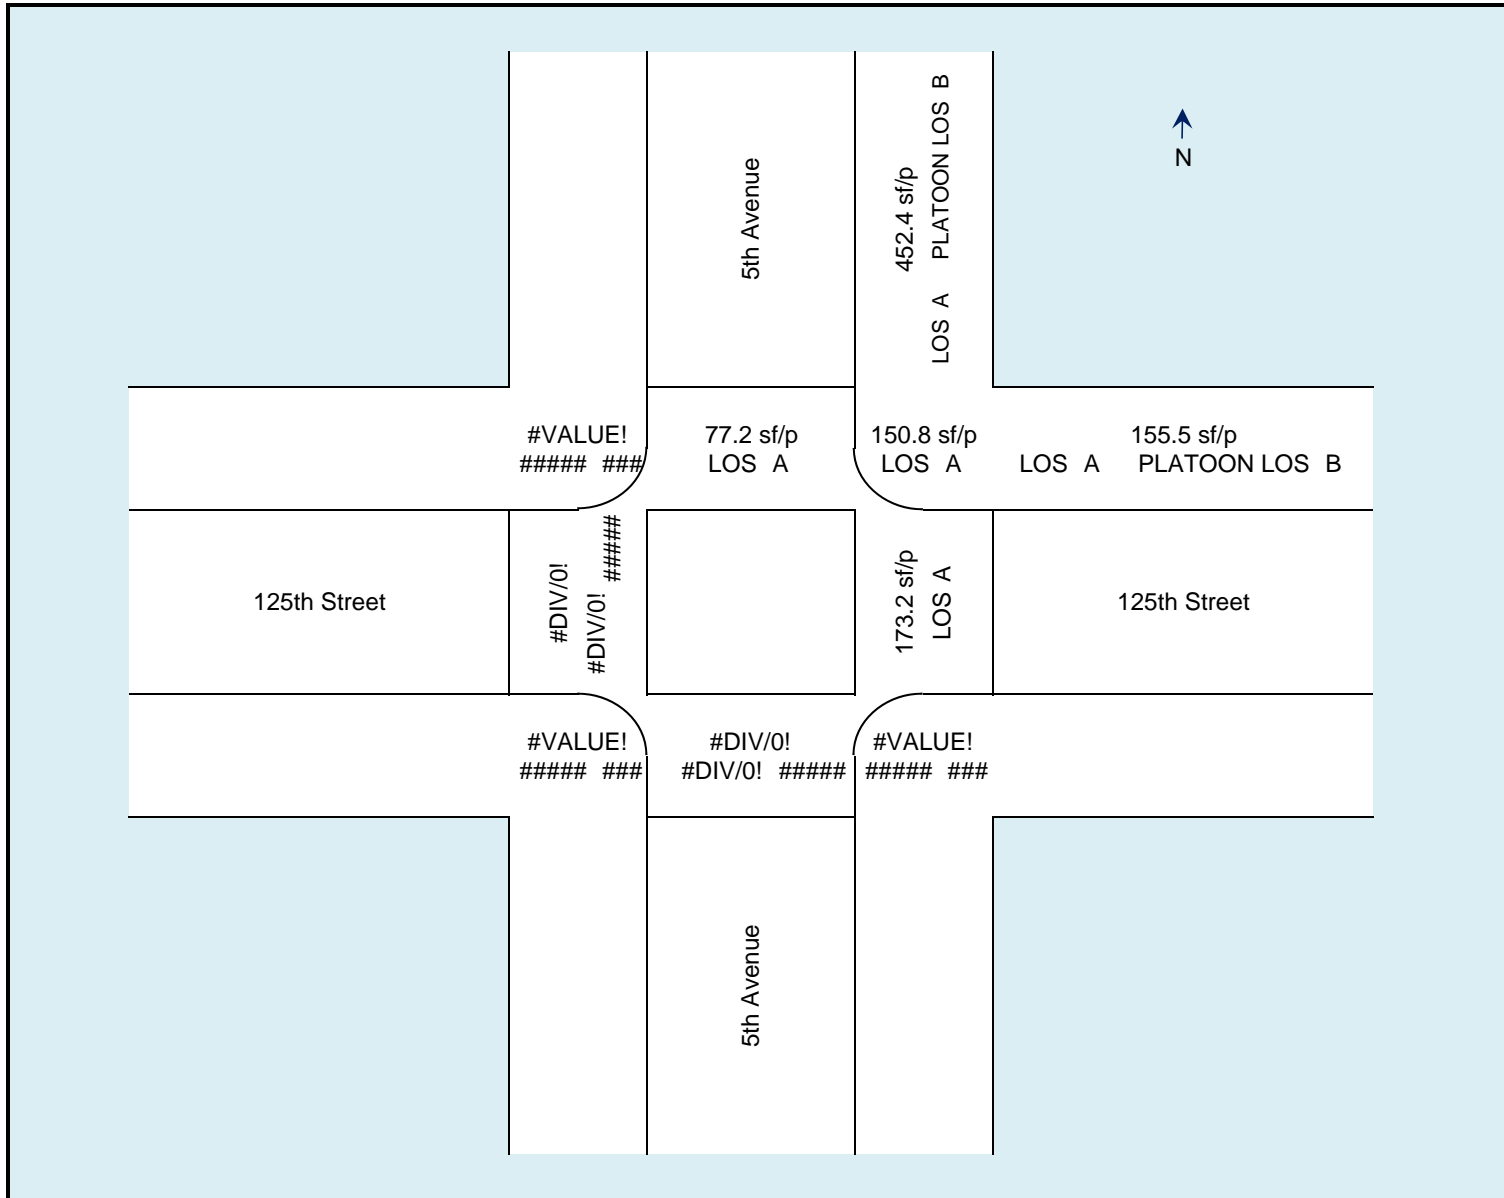 N
5th Avenue
452.4 sf/p
LOS A PLATOON LOS B
#VALUE!
##### ###
77.2 sf/p
LOS A
150.8 sf/p
LOS A
155.5 sf/p
LOS A PLATOON LOS B
125th Street
#DIV/0!
#DIV/0! #####
173.2 sf/p
LOS A
125th Street
#VALUE!
##### ###
#DIV/0!
#DIV/0! #####
#VALUE!
##### ###
5th Avenue